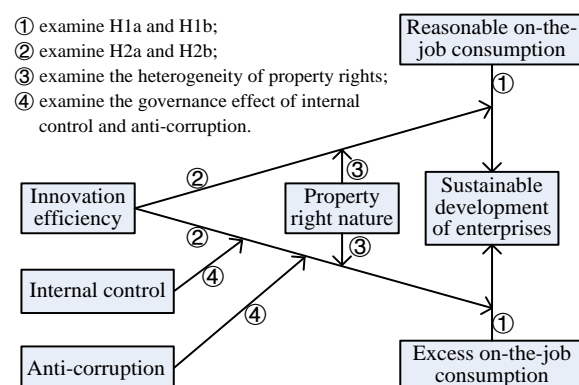 ① examine H1a and H1b;
② examine H2a and H2b;
③ examine the heterogeneity of property rights;
④ examine the governance effect of internal
control and anti-corruption.
Reasonable on-the-
job consumption
①
②
③
Innovation
efficiency
Property
right nature
Sustainable
development
of enterprises
②
③
Internal control
④
④
①
Anti-corruption
Excess on-the-job
consumption